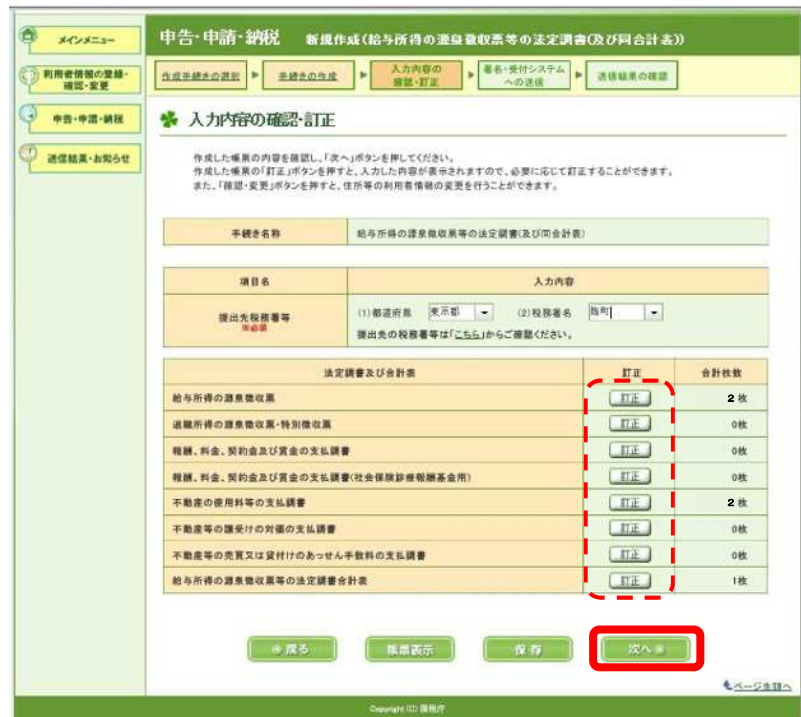 メインメニュー
利用者情報の登録・
確認・変更
申告・申請・納税
送信結果・お知らせ
申告・申請・納税　新規作成(給与所得の源泉徴収票等の法定調書(及び同合計表))
作成手続きの選択 ▶ 手続きの作成 ▶ 入力内容の確認・訂正 ▶ 署名・受付システムへの送信 ▶ 送信結果の確認
入力内容の確認・訂正
作成した帳票の内容を確認し、「次へ」ボタンを押してください。
作成した帳票の「訂正」ボタンを押すと、入力した内容が表示されますので、必要に応じて訂正することができます。
また、「確認・変更」ボタンを押すと、住所等の利用者情報の変更を行うことができます。
手続き名称　給与所得の源泉徴収票等の法定調書(及び同合計表)
項目名　入力内容
提出先税務署等
※必須
(1)都道府県　東京都　(2)税務署名　麹町
提出先の税務署等は「こちら」からご確認ください。
法定調書及び合計表　訂正　合計枚数
給与所得の源泉徴収票　訂正　2 枚
退職所得の源泉徴収票・特別徴収票　訂正　0枚
報酬、料金、契約金及び賞金の支払調書　訂正　0枚
報酬、料金、契約金及び賞金の支払調書(社会保険診療報酬基金用)　訂正　0枚
不動産の使用料等の支払調書　訂正　2 枚
不動産等の譲受けの対価の支払調書　訂正　0枚
不動産等の売買又は貸付けのあっせん手数料の支払調書　訂正　0枚
給与所得の源泉徴収票等の法定調書合計表　訂正　1枚
戻る　帳票表示　保存　次へ
ページ先頭へ
Copyright (C) 国税庁